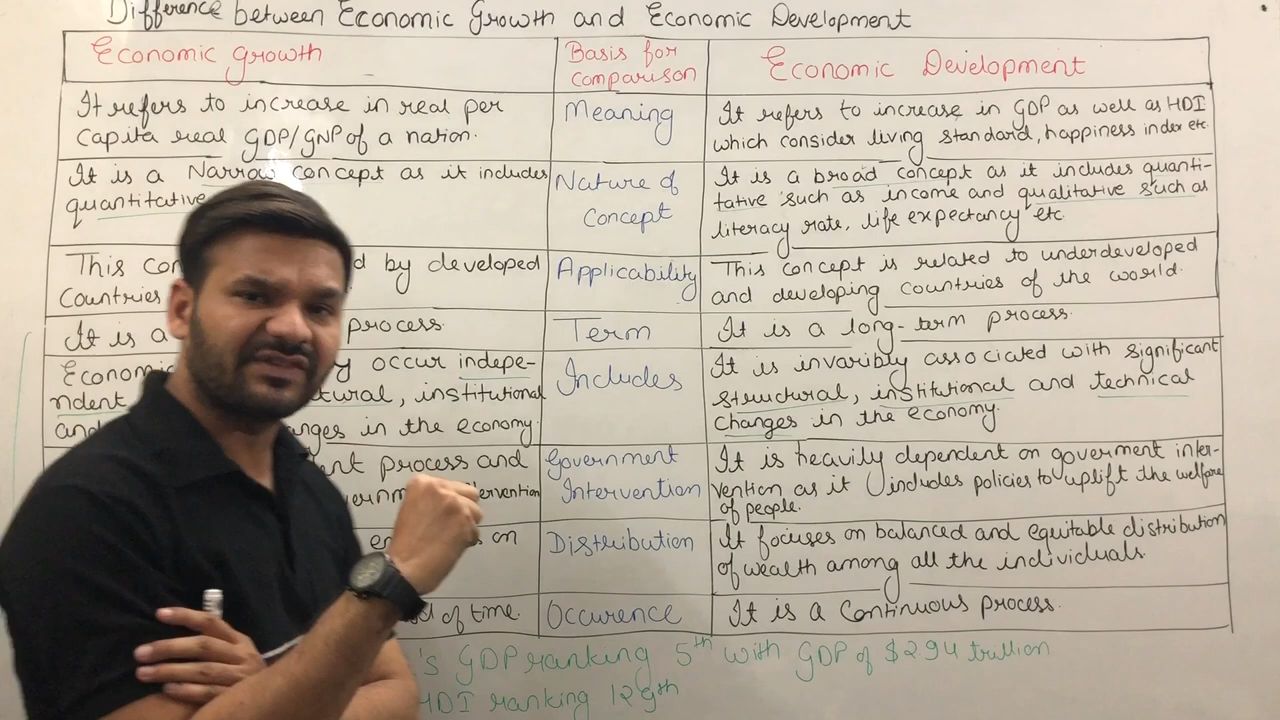 Difference between Economic Growth and Economic Development
Economic growth
Basis for
comparison
Economic Development
It refers to increase in real per
capita real GDP/GNP of a nation.
Meaning
It refers to increase in GDP as well as HDI
which consider living standard, happiness index etc.
It is a Narrow concept as it includes
quantitative
Nature of
Concept
It is a broad concept as it includes quanti-
tative such as income and qualitative such as
literacy rate, life expectancy etc
This by developed
Countries
Applicability
This concept is related to underdeveloped
and developing countries of the world.
It is a process.
Term
It is a long-term process.
occur indepe-
ndent institutional
in the economy.
Includes
It is invaribly associated with significant
structural, institutional and technical
changes in the economy.
process and
Government
Intervention
It is heavily dependent on goverment inter-
vention as it includes policies to uplift the welfare
of people.
on
Distribution
It focuses on balanced and equitable distribution
of wealth among all the individuals.
of time.
Occurence
It is a Continuous process.
's GDP ranking 5th with GDP of $294 trullion
HDI ranking 129th